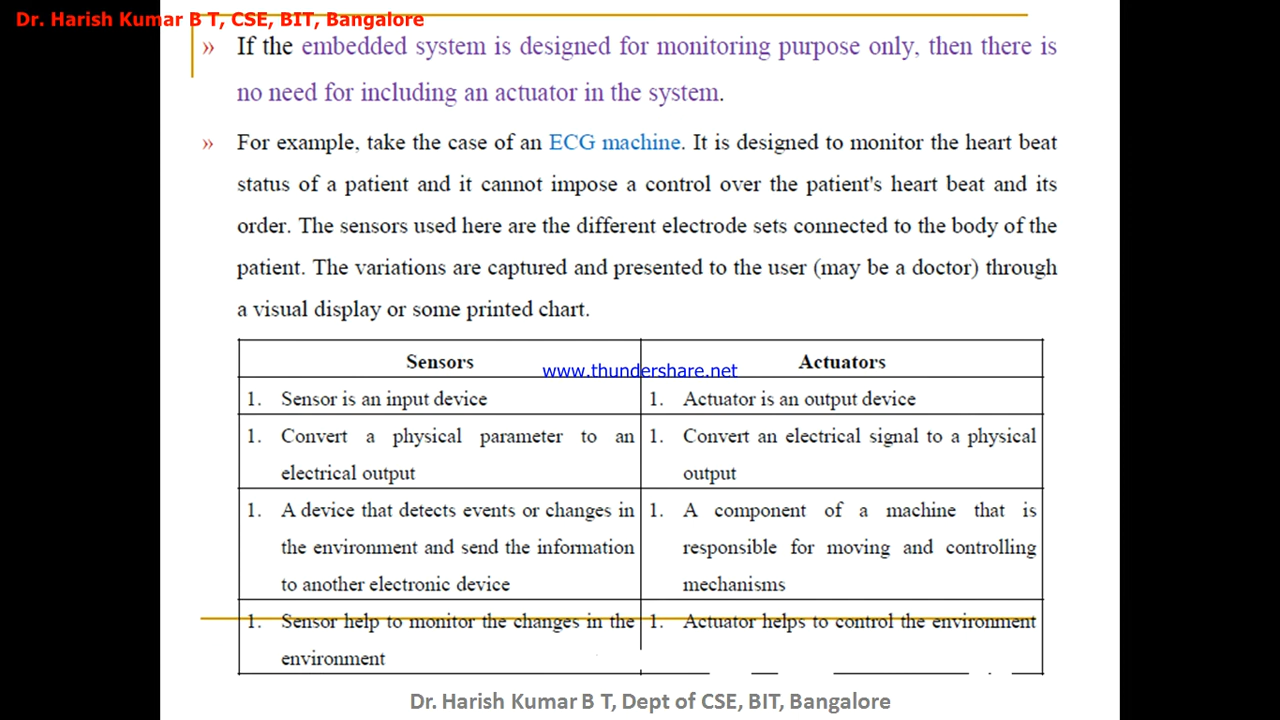 Dr. Harish Kumar B T, CSE, BIT, Bangalore
» If the embedded system is designed for monitoring purpose only, then there is
no need for including an actuator in the system.
» For example, take the case of an ECG machine. It is designed to monitor the heart beat
status of a patient and it cannot impose a control over the patient's heart beat and its
order. The sensors used here are the different electrode sets connected to the body of the
patient. The variations are captured and presented to the user (may be a doctor) through
a visual display or some printed chart.
Sensors
Actuators
www.thundershare.net
1. Sensor is an input device
1. Actuator is an output device
1. Convert a physical parameter to an
electrical output
1. Convert an electrical signal to a physical
output
1. A device that detects events or changes in
the environment and send the information
to another electronic device
1. A component of a machine that is
responsible for moving and controlling
mechanisms
1. Sensor help to monitor the changes in the
environment
1. Actuator helps to control the environment
Dr. Harish Kumar B T, Dept of CSE, BIT, Bangalore